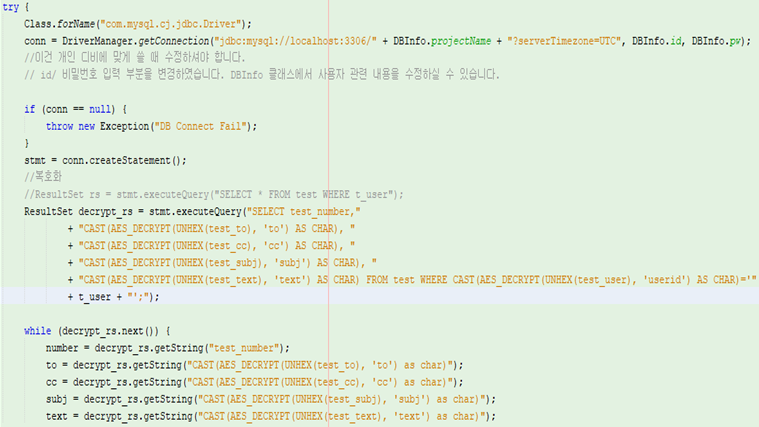 try {
Class.forName("com.mysql.cj.jdbc.Driver");
conn = DriverManager.getConnection("jdbc:mysql://localhost:3306/" + DBInfo.projectName + "?serverTimezone=UTC", DBInfo.id, DBInfo.pv);
//이건 개인 디비에 맞게 쓸 때 수정하셔야 합니다.
// id/ 비밀번호 입력 부분을 변경하였습니다. DBInfo 클래스에서 사용자 관련 내용을 수정하실 수 있습니다.
if (conn == null) {
throw new Exception("DB Connect Fail");
}
stmt = conn.createStatement();
//복호화
//ResultSet rs = stmt.executeQuery("SELECT * FROM test WHERE t_user");
ResultSet decrypt_rs = stmt.executeQuery("SELECT test_number,"
+ "CAST(AES_DECRYPT(UNHEX(test_to), 'to') AS CHAR), "
+ "CAST(AES_DECRYPT(UNHEX(test_cc), 'cc') AS CHAR), "
+ "CAST(AES_DECRYPT(UNHEX(test_subj), 'subj') AS CHAR), "
+ "CAST(AES_DECRYPT(UNHEX(test_text), 'text') AS CHAR) FROM test WHERE CAST(AES_DECRYPT(UNHEX(test_user), 'userid') AS CHAR)='"
+ t_user + "';");
while (decrypt_rs.next()) {
number = decrypt_rs.getString("test_number");
to = decrypt_rs.getString("CAST(AES_DECRYPT(UNHEX(test_to), 'to') as char)");
cc = decrypt_rs.getString("CAST(AES_DECRYPT(UNHEX(test_cc), 'cc') as char)");
subj = decrypt_rs.getString("CAST(AES_DECRYPT(UNHEX(test_subj), 'subj') as char)");
text = decrypt_rs.getString("CAST(AES_DECRYPT(UNHEX(test_text), 'text') as char)");